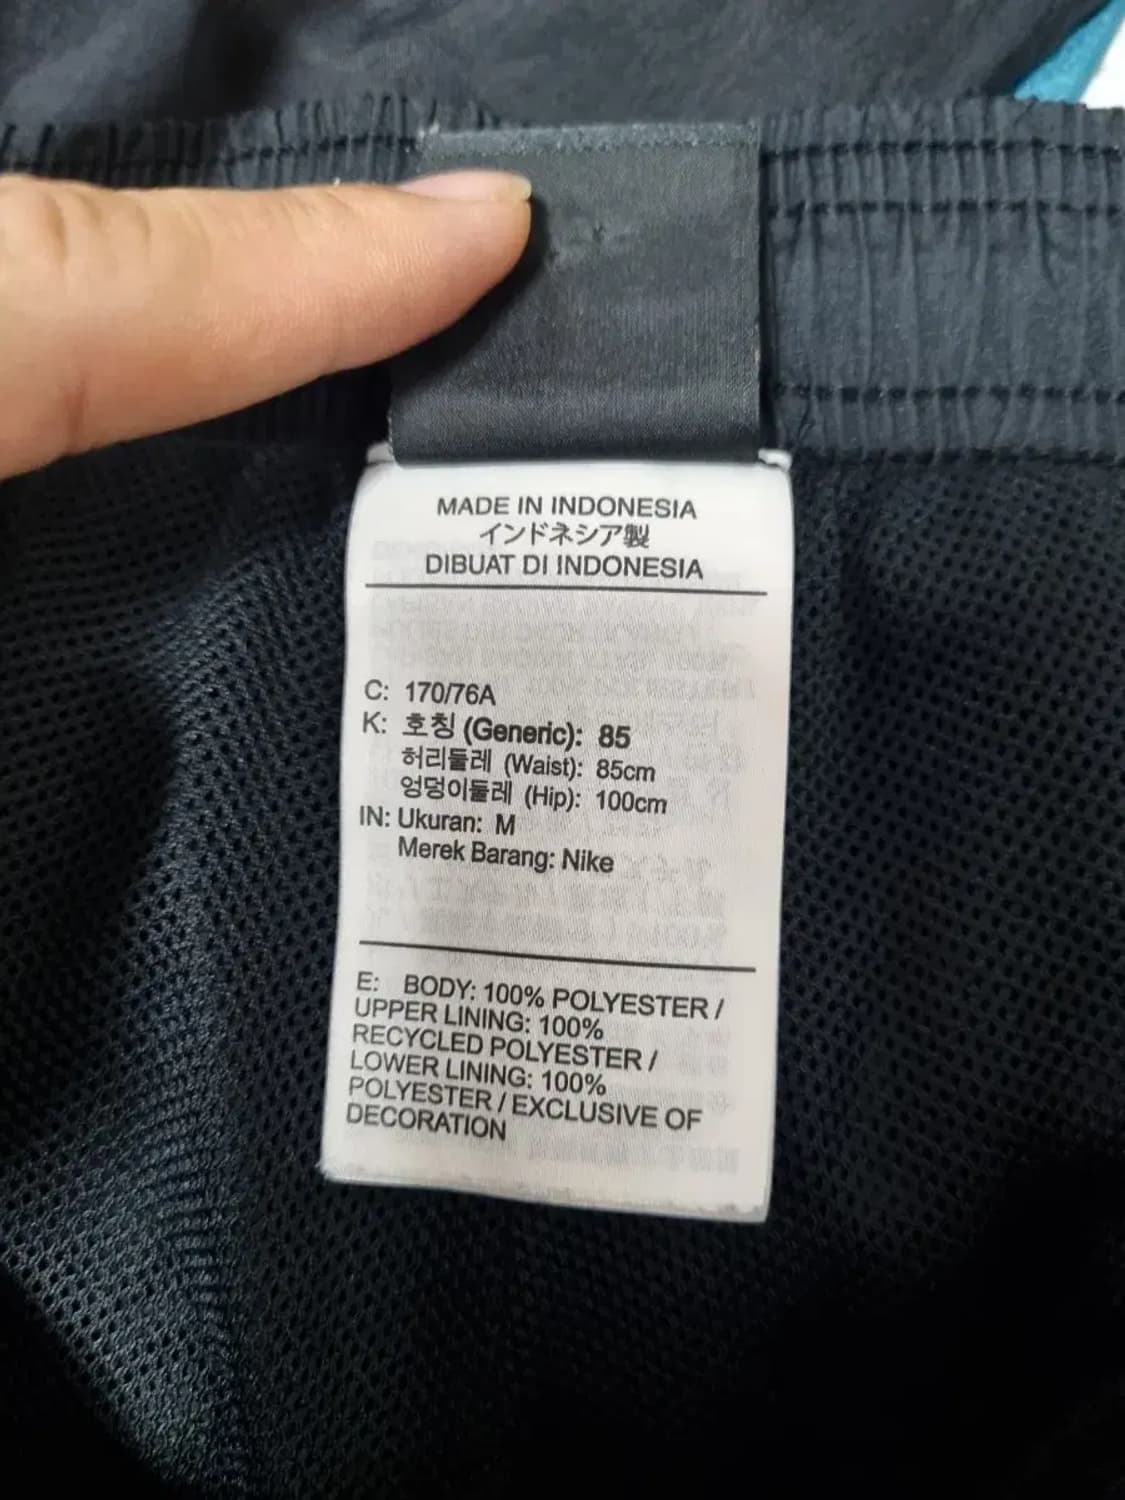 MADE IN INDONESIA
インドネシア製
DIBUAT DI INDONESIA
C: 170/76A
K: 호칭 (Generic): 85
허리둘레 (Waist): 85cm
엉덩이둘레 (Hip): 100cm
IN: Ukuran: M
Merek Barang: Nike
E: BODY: 100% POLYESTER /
UPPER LINING: 100%
RECYCLED POLYESTER /
LOWER LINING: 100%
POLYESTER / EXCLUSIVE OF
DECORATION